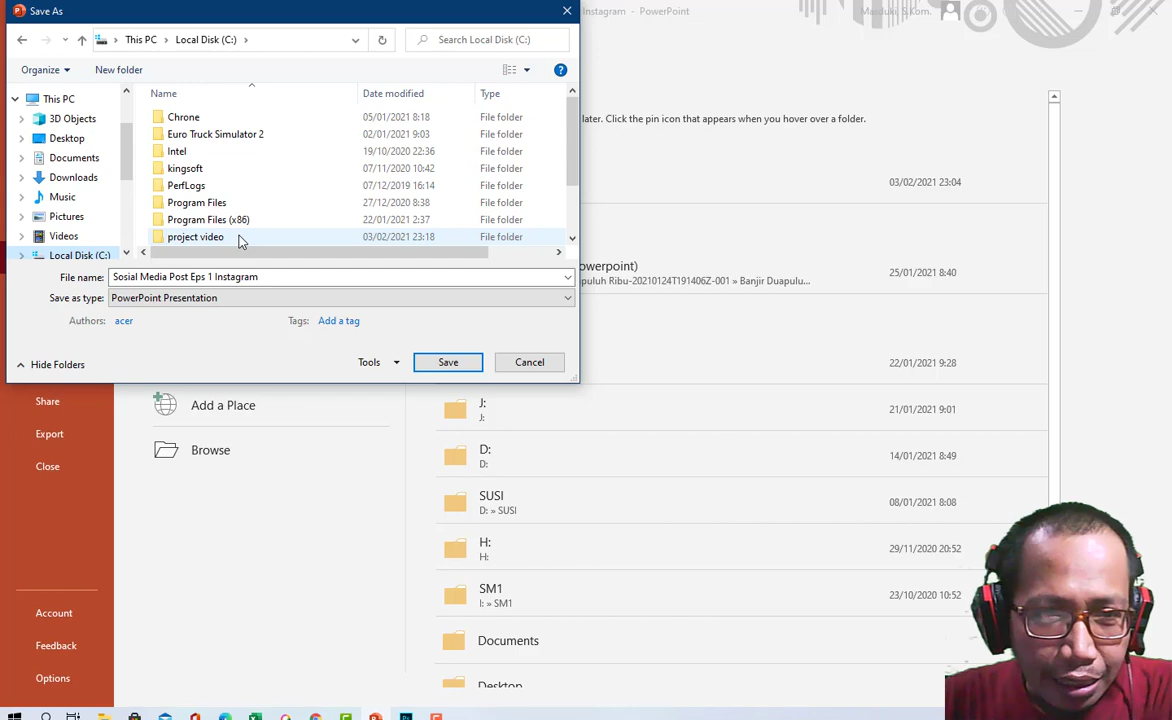 Save As
Instagram - PowerPoint
Maseduki S.Kom.
This PC
Local Disk (C:)
Search Local Disk (C:)
Organize
New folder
Name
Date modified
Type
This PC
3D Objects
Desktop
Documents
Downloads
Music
Pictures
Videos
Local Disk (C:)
Chrone 05/01/2021 8:18 File folder
Euro Truck Simulator 2 02/01/2021 9:03 File folder
Intel 19/10/2020 22:36 File folder
kingsoft 07/11/2020 10:42 File folder
PerfLogs 07/12/2019 16:14 File folder
Program Files 27/12/2020 8:38 File folder
Program Files (x86) 22/01/2021 2:37 File folder
project video 03/02/2021 23:18 File folder
File name: Sosial Media Post Eps 1 Instagram
Save as type: PowerPoint Presentation
Authors: acer
Tags: Add a tag
Hide Folders
Tools
Save
Cancel
later. Click the pin icon that appears when you hover over a folder.
03/02/2021 23:04
owerpoint)
puluh Ribu-20210124T191406Z-001 » Banjir Duapulu...
25/01/2021 8:40
22/01/2021 9:28
Share
Export
Close
Account
Feedback
Options
Add a Place
Browse
J:
J:
21/01/2021 9:01
D:
D:
14/01/2021 8:49
SUSI
D: » SUSI
08/01/2021 8:08
H:
H:
29/11/2020 20:52
SM1
I: » SM1
23/10/2020 10:52
Documents
Desktop